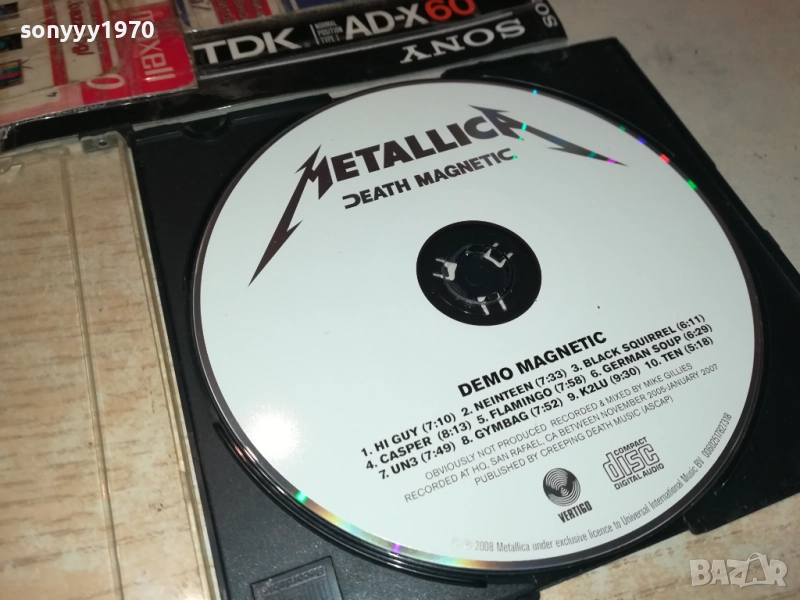 sonyyy1970
maxell
TDK
NORMAL POSITION TYPE I
AD-X60
SONY
METALLICA
DEATH MAGNETIC
DEMO MAGNETIC
1. HI GUY (7:10) 2. NEINTEEN (7:33) 3. BLACK SQUIRREL (6:11)
4. CASPER (8:13) 5. FLAMINGO (7:58) 6. GERMAN SOUP (6:29)
7. UN3 (7:49) 8. GYMBAG (7:52) 9. K2LU (9:30) 10. TEN (5:18)
OBVIOUSLY NOT PRODUCED RECORDED & MIXED BY MIKE GILLIES
RECORDED AT HQ, SAN RAFAEL, CA BETWEEN NOVEMBER 2005-JANUARY 2007
PUBLISHED BY CREEPING DEATH MUSIC (ASCAP)
VERTIGO
COMPACT
disc
DIGITAL AUDIO
2008 Metallica under exclusive licence to Universal International Music BV
BAZAR